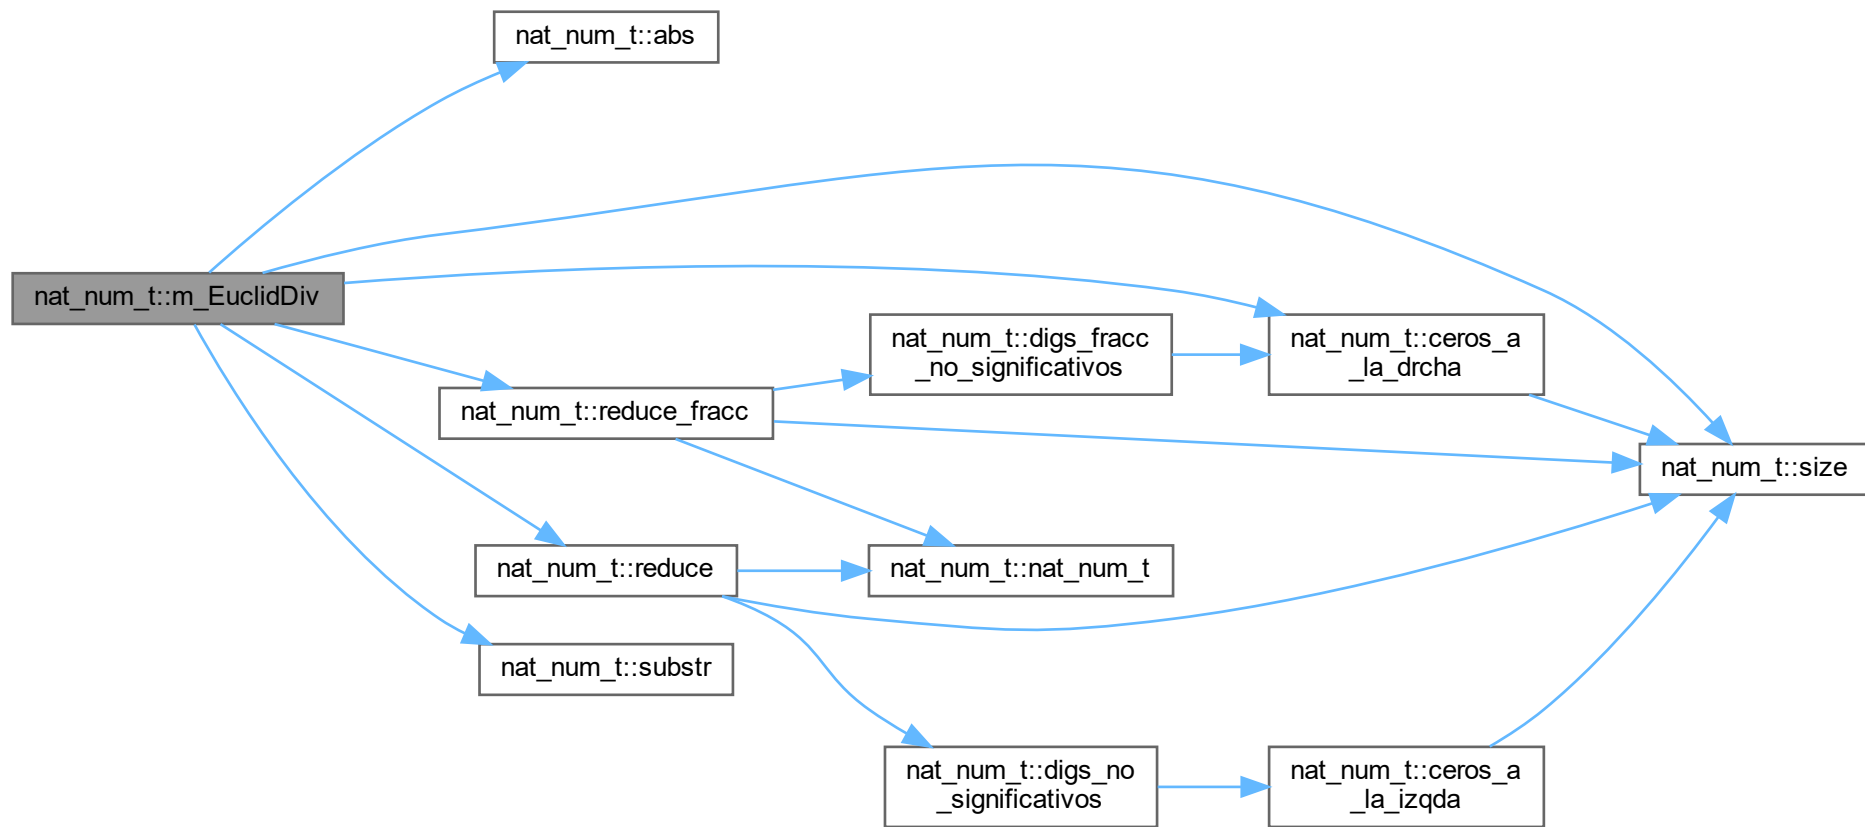 nat_num_t::abs
nat_num_t::m_EuclidDiv
nat_num_t::digs_fracc
_no_significativos
nat_num_t::ceros_a
_la_drcha
nat_num_t::reduce_fracc
nat_num_t::size
nat_num_t::reduce
nat_num_t::nat_num_t
nat_num_t::substr
nat_num_t::digs_no
_significativos
nat_num_t::ceros_a
_la_izqda